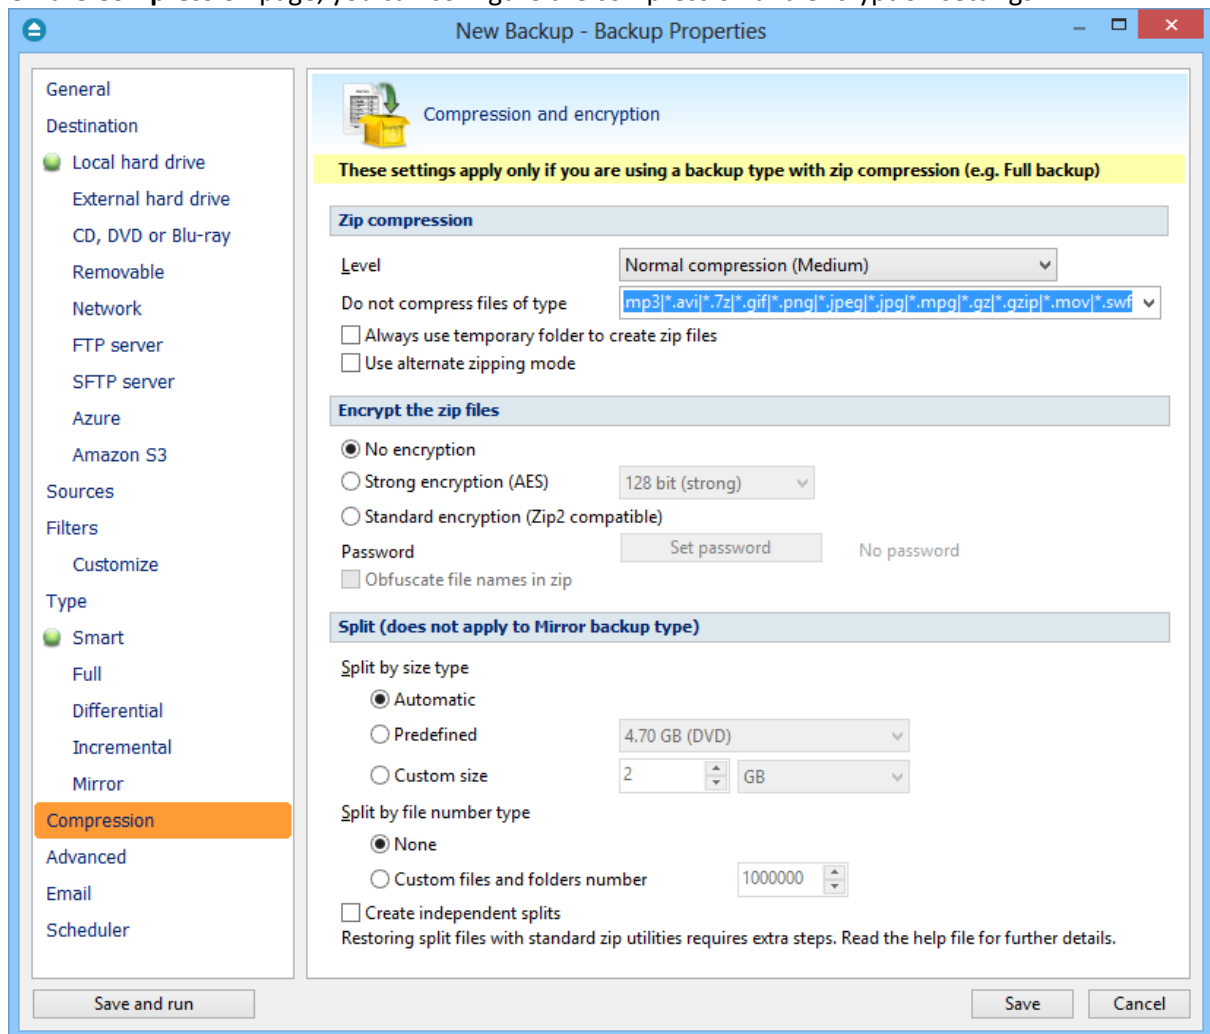 New Backup - Backup Properties
General
Destination
Local hard drive
External hard drive
CD, DVD or Blu-ray
Removable
Network
FTP server
SFTP server
Azure
Amazon S3
Sources
Filters
Customize
Type
Smart
Full
Differential
Incremental
Mirror
Compression
Advanced
Email
Scheduler
Compression and encryption
These settings apply only if you are using a backup type with zip compression (e.g. Full backup)
Zip compression
Level Normal compression (Medium)
Do not compress files of type mp3|*.avi|*.7z|*.gif|*.png|*.jpeg|*.jpg|*.mpg|*.gz|*.gzip|*.mov|*.swf
Always use temporary folder to create zip files
Use alternate zipping mode
Encrypt the zip files
No encryption
Strong encryption (AES) 128 bit (strong)
Standard encryption (Zip2 compatible)
Password Set password No password
Obfuscate file names in zip
Split (does not apply to Mirror backup type)
Split by size type
Automatic
Predefined 4.70 GB (DVD)
Custom size 2 GB
Split by file number type
None
Custom files and folders number 1000000
Create independent splits
Restoring split files with standard zip utilities requires extra steps. Read the help file for further details.
Save and run Save Cancel